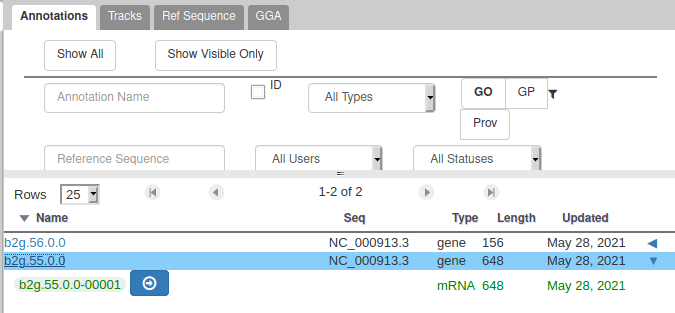 Annotations Tracks Ref Sequence GGA
Show All Show Visible Only
Annotation Name ID All Types GO GP
Prov
Reference Sequence All Users All Statuses
Rows 25 1-2 of 2
Name Seq Type Length Updated
b2g.56.0.0 NC_000913.3 gene 156 May 28, 2021
b2g.55.0.0 NC_000913.3 gene 648 May 28, 2021
b2g.55.0.0-00001 mRNA 648 May 28, 2021